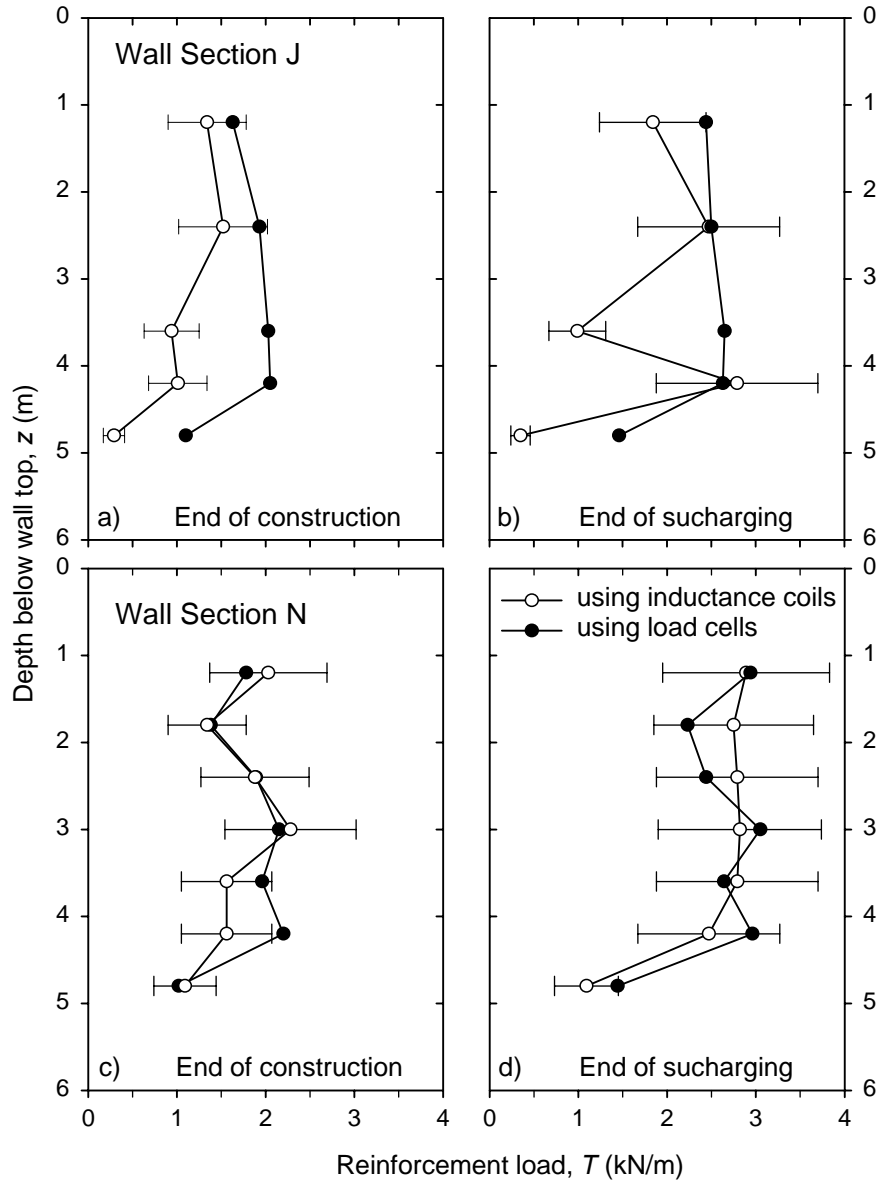 0
0
Wall Section J
1
1
2
2
3
3
4
4
5
5
a) End of construction
b) End of sucharging
6
6
Depth below wall top, z (m)
0
0
Wall Section N
using inductance coils
using load cells
1
1
2
2
3
3
4
4
5
5
c) End of construction
d) End of sucharging
6
6
0 1 2 3 4
0 1 2 3 4
Reinforcement load, T (kN/m)